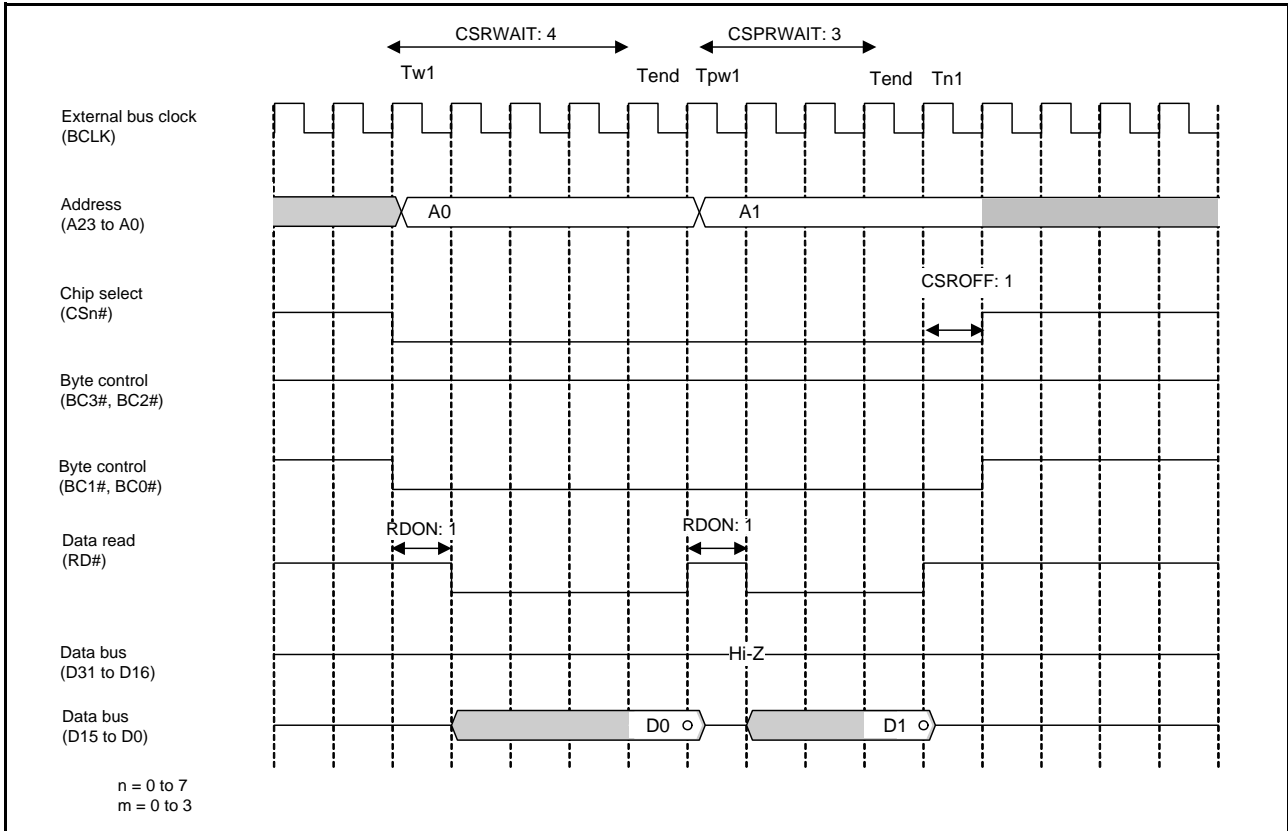 CSRWAIT: 4
CSPRWAIT: 3
Tw1
Tend
Tpw1
Tend
Tn1
External bus clock
(BCLK)
Address
(A23 to A0)
A0
A1
CSROFF: 1
Chip select
(CSn#)
Byte control
(BC3#, BC2#)
Byte control
(BC1#, BC0#)
RDON: 1
RDON: 1
Data read
(RD#)
Data bus
(D31 to D16)
Hi-Z
Data bus
(D15 to D0)
D0
D1
n = 0 to 7
m = 0 to 3